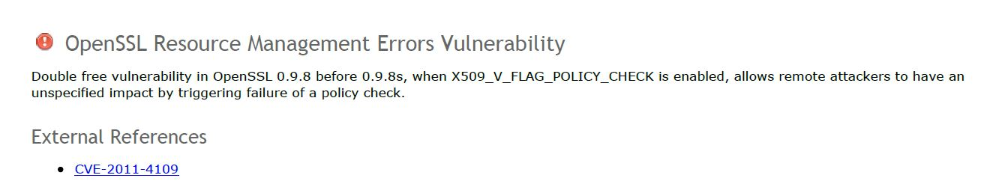 OpenSSL Resource Management Errors Vulnerability
Double free vulnerability in OpenSSL 0.9.8 before 0.9.8s, when X509_V_FLAG_POLICY_CHECK is enabled, allows remote attackers to have an
unspecified impact by triggering failure of a policy check.
External References
CVE-2011-4109